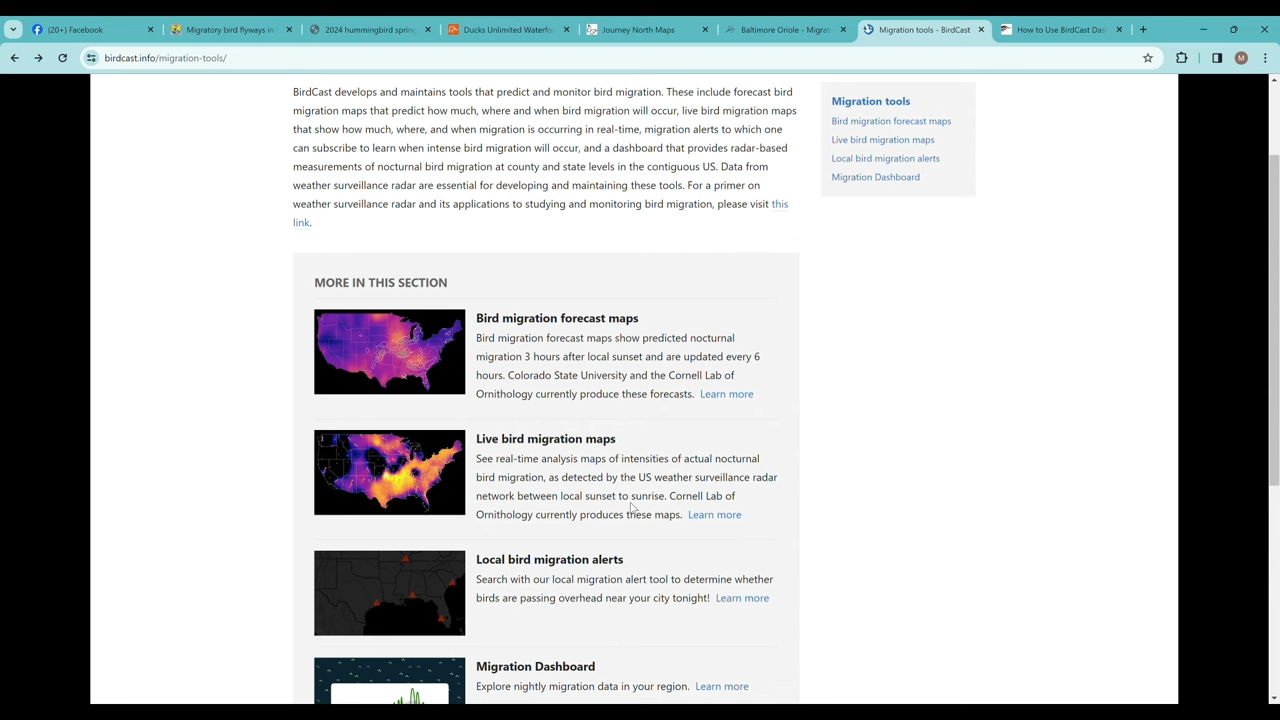 (20+) Facebook
Migratory bird flyways in
2024 hummingbird spring
Ducks Unlimited Waterfo
Journey North Maps
Baltimore Oriole - Migrat
Migration tools - BirdCast
How to Use BirdCast Das
birdcast.info/migration-tools/
M
BirdCast develops and maintains tools that predict and monitor bird migration. These include forecast bird
migration maps that predict how much, where and when bird migration will occur, live bird migration maps
that show how much, where, and when migration is occurring in real-time, migration alerts to which one
can subscribe to learn when intense bird migration will occur, and a dashboard that provides radar-based
measurements of nocturnal bird migration at county and state levels in the contiguous US. Data from
weather surveillance radar are essential for developing and maintaining these tools. For a primer on
weather surveillance radar and its applications to studying and monitoring bird migration, please visit this
link.
Migration tools
Bird migration forecast maps
Live bird migration maps
Local bird migration alerts
Migration Dashboard
MORE IN THIS SECTION
Bird migration forecast maps
Bird migration forecast maps show predicted nocturnal
migration 3 hours after local sunset and are updated every 6
hours. Colorado State University and the Cornell Lab of
Ornithology currently produce these forecasts. Learn more
Live bird migration maps
See real-time analysis maps of intensities of actual nocturnal
bird migration, as detected by the US weather surveillance radar
network between local sunset to sunrise. Cornell Lab of
Ornithology currently produces these maps. Learn more
Local bird migration alerts
Search with our local migration alert tool to determine whether
birds are passing overhead near your city tonight! Learn more
Migration Dashboard
Explore nightly migration data in your region. Learn more